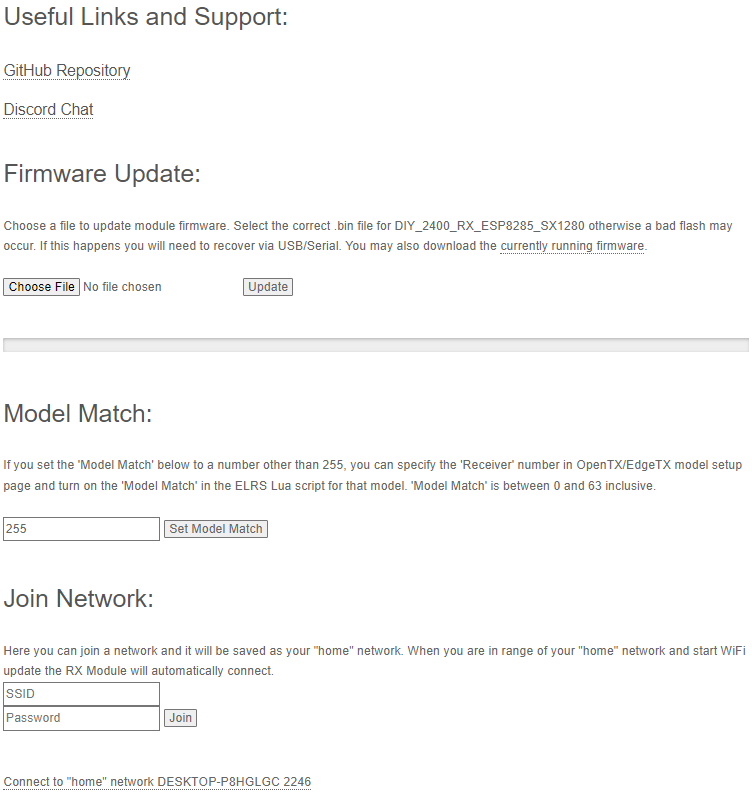 Useful Links and Support:
GitHub Repository
Discord Chat
Firmware Update:
Choose a file to update module firmware. Select the correct .bin file for DIY_2400_RX_ESP8285_SX1280 otherwise a bad flash may
occur. If this happens you will need to recover via USB/Serial. You may also download the currently running firmware.
Choose File No file chosen Update
Model Match:
If you set the 'Model Match' below to a number other than 255, you can specify the 'Receiver' number in OpenTX/EdgeTX model setup
page and turn on the 'Model Match' in the ELRS Lua script for that model. 'Model Match' is between 0 and 63 inclusive.
255 Set Model Match
Join Network:
Here you can join a network and it will be saved as your "home" network. When you are in range of your "home" network and start WiFi
update the RX Module will automatically connect.
SSID
Password Join
Connect to "home" network DESKTOP-P8HGLGC 2246